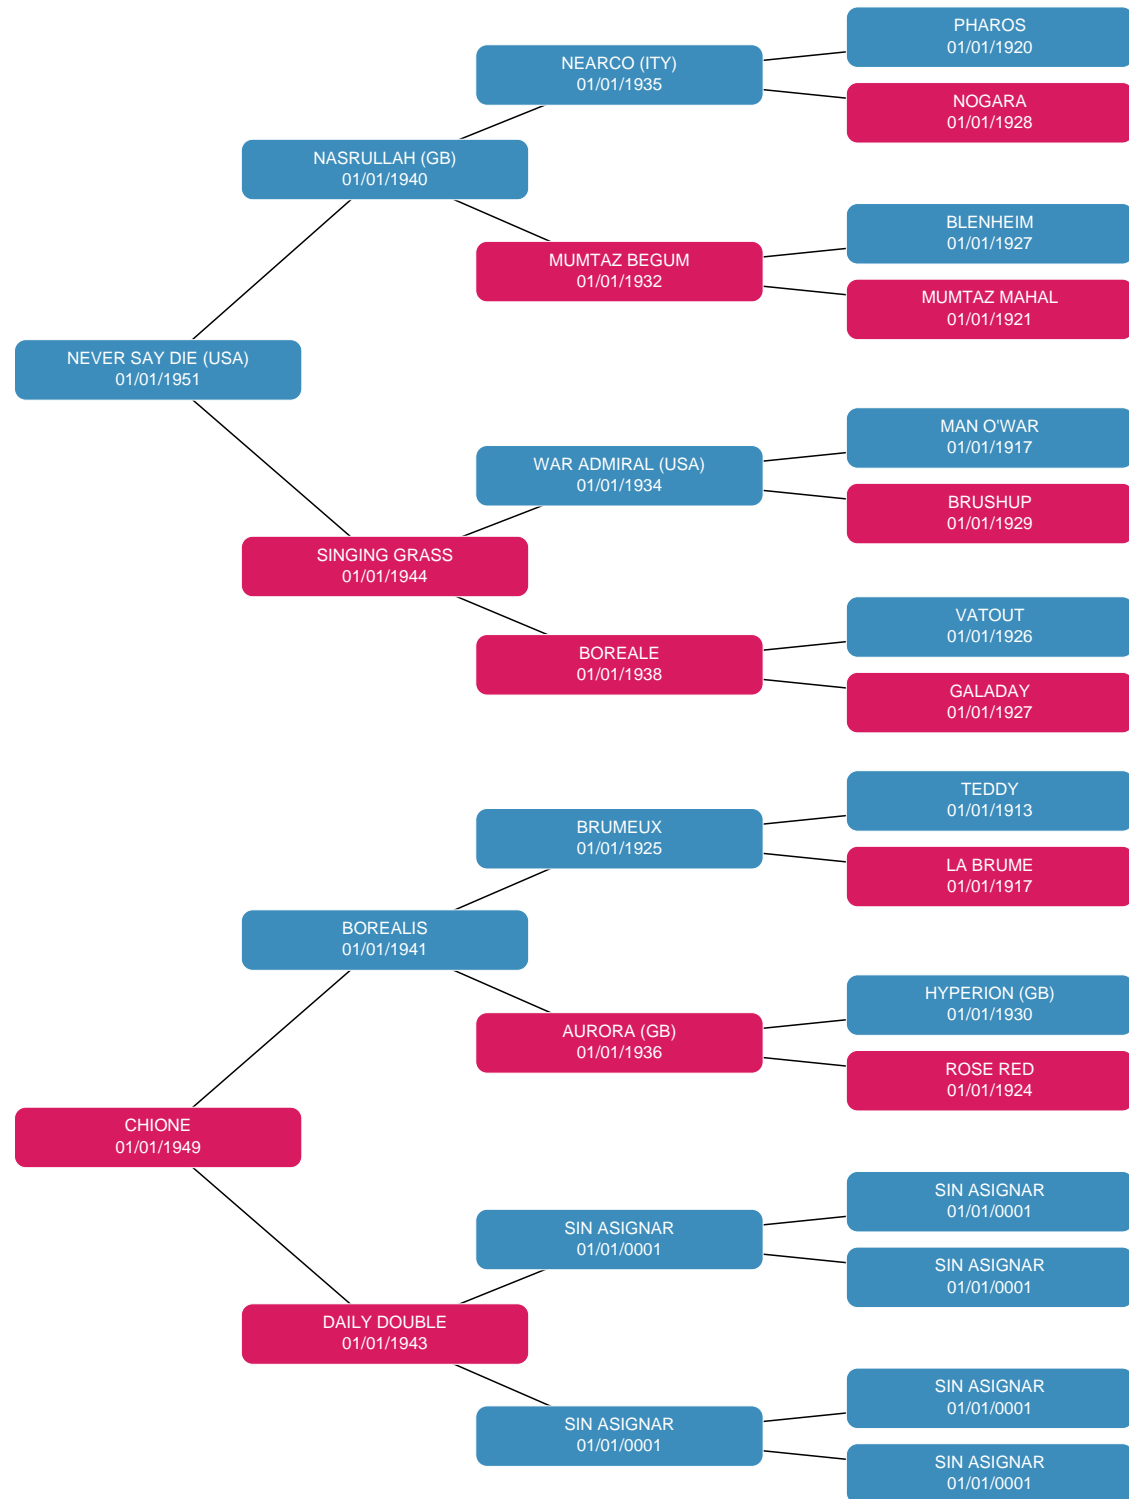 PHAROS
01/01/1920
NEARCO (ITY)
01/01/1935
NOGARA
01/01/1928
NASRULLAH (GB)
01/01/1940
BLENHEIM
01/01/1927
MUMTAZ BEGUM
01/01/1932
MUMTAZ MAHAL
01/01/1921
NEVER SAY DIE (USA)
01/01/1951
MAN O'WAR
01/01/1917
WAR ADMIRAL (USA)
01/01/1934
BRUSHUP
01/01/1929
SINGING GRASS
01/01/1944
VATOUT
01/01/1926
BOREALE
01/01/1938
GALADAY
01/01/1927
TEDDY
01/01/1913
BRUMEUX
01/01/1925
LA BRUME
01/01/1917
BOREALIS
01/01/1941
HYPERION (GB)
01/01/1930
AURORA (GB)
01/01/1936
ROSE RED
01/01/1924
CHIONE
01/01/1949
SIN ASIGNAR
01/01/0001
SIN ASIGNAR
01/01/0001
SIN ASIGNAR
01/01/0001
DAILY DOUBLE
01/01/1943
SIN ASIGNAR
01/01/0001
SIN ASIGNAR
01/01/0001
SIN ASIGNAR
01/01/0001